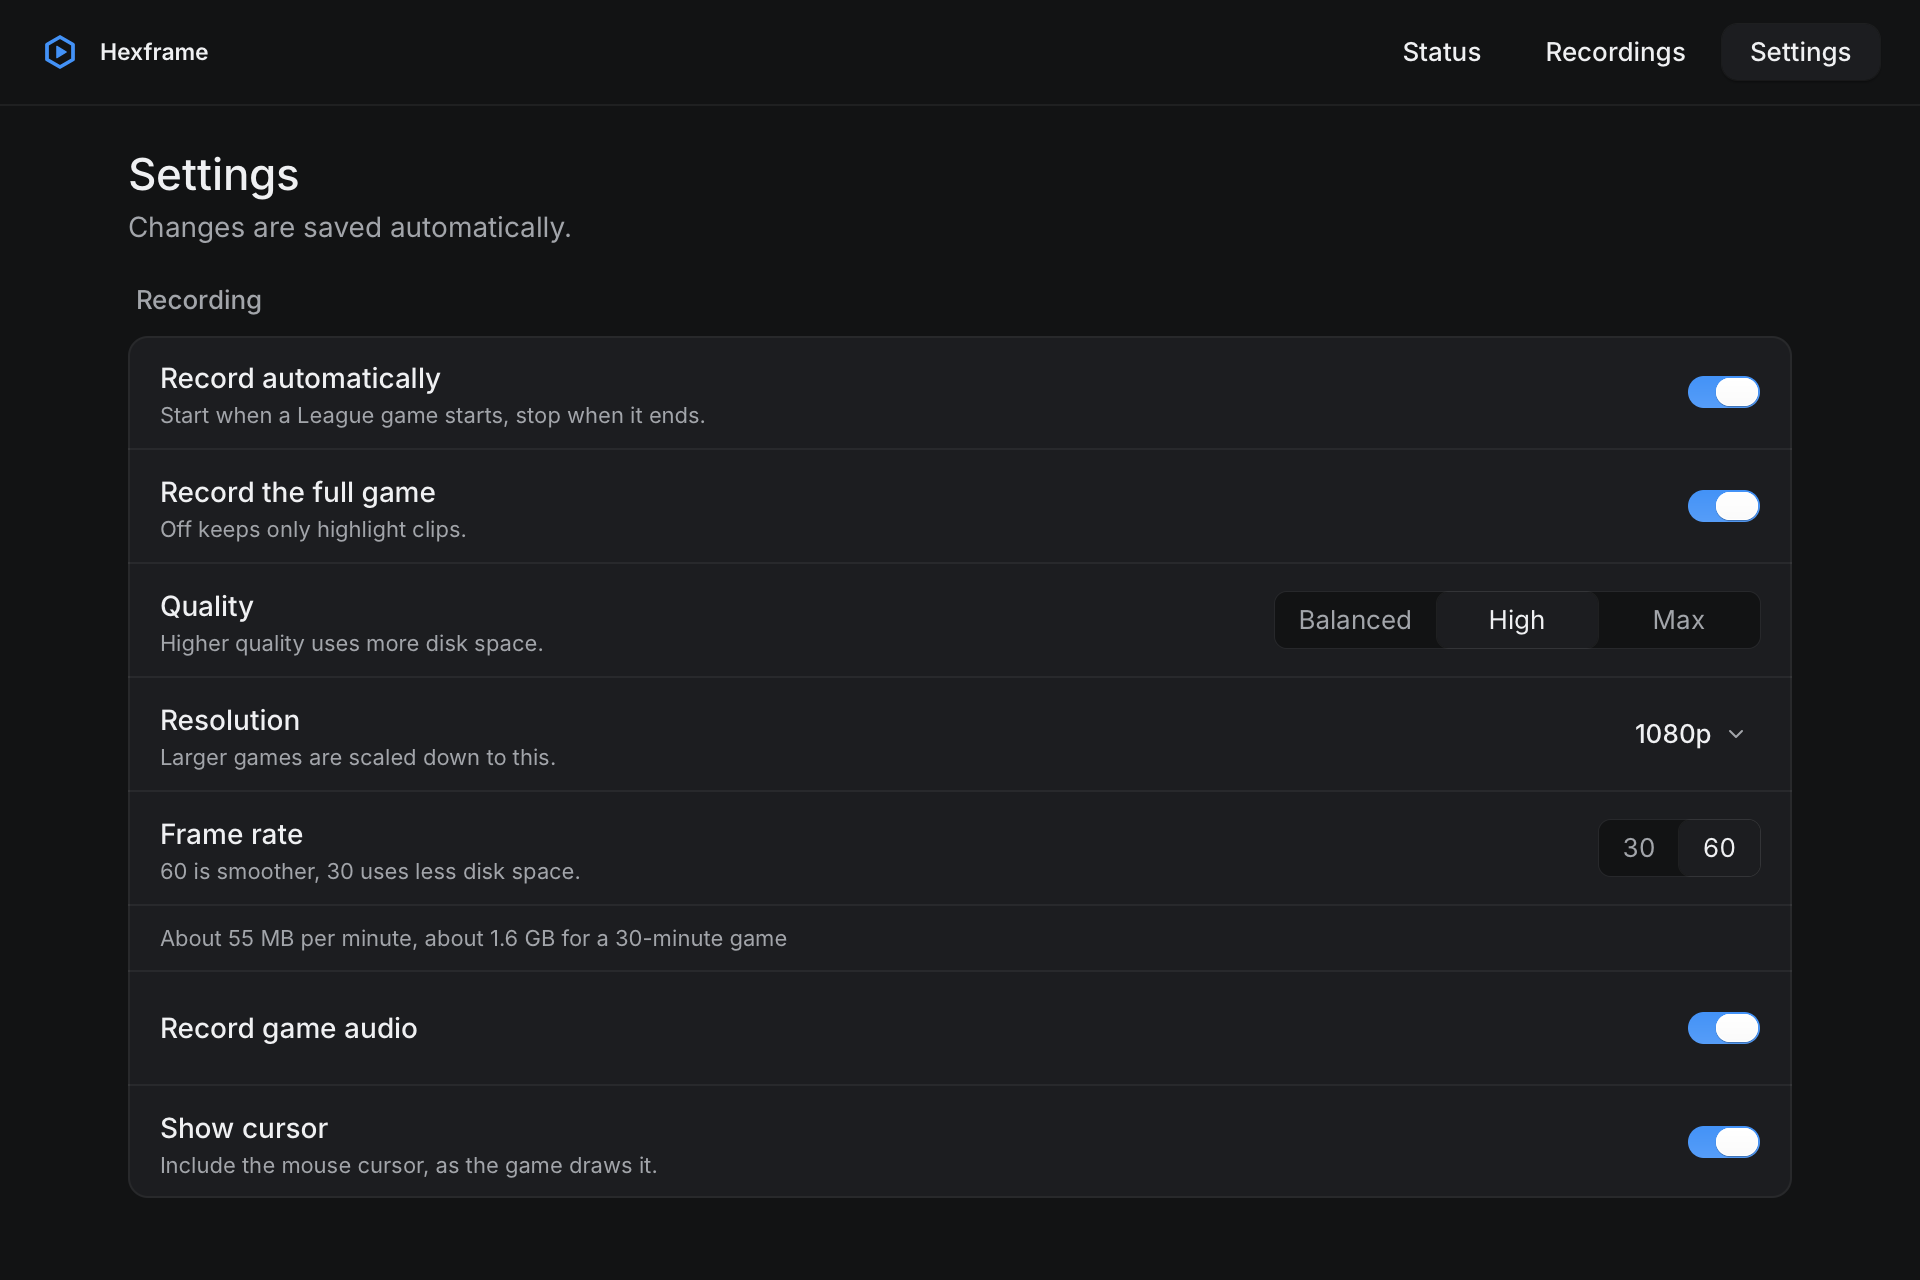 Hexframe
Status
Recordings
Settings
Settings
Changes are saved automatically.
Recording
Record automatically
Start when a League game starts, stop when it ends.
Record the full game
Off keeps only highlight clips.
Quality
Higher quality uses more disk space.
Balanced
High
Max
Resolution
Larger games are scaled down to this.
1080p
Frame rate
60 is smoother, 30 uses less disk space.
30
60
About 55 MB per minute, about 1.6 GB for a 30-minute game
Record game audio
Show cursor
Include the mouse cursor, as the game draws it.